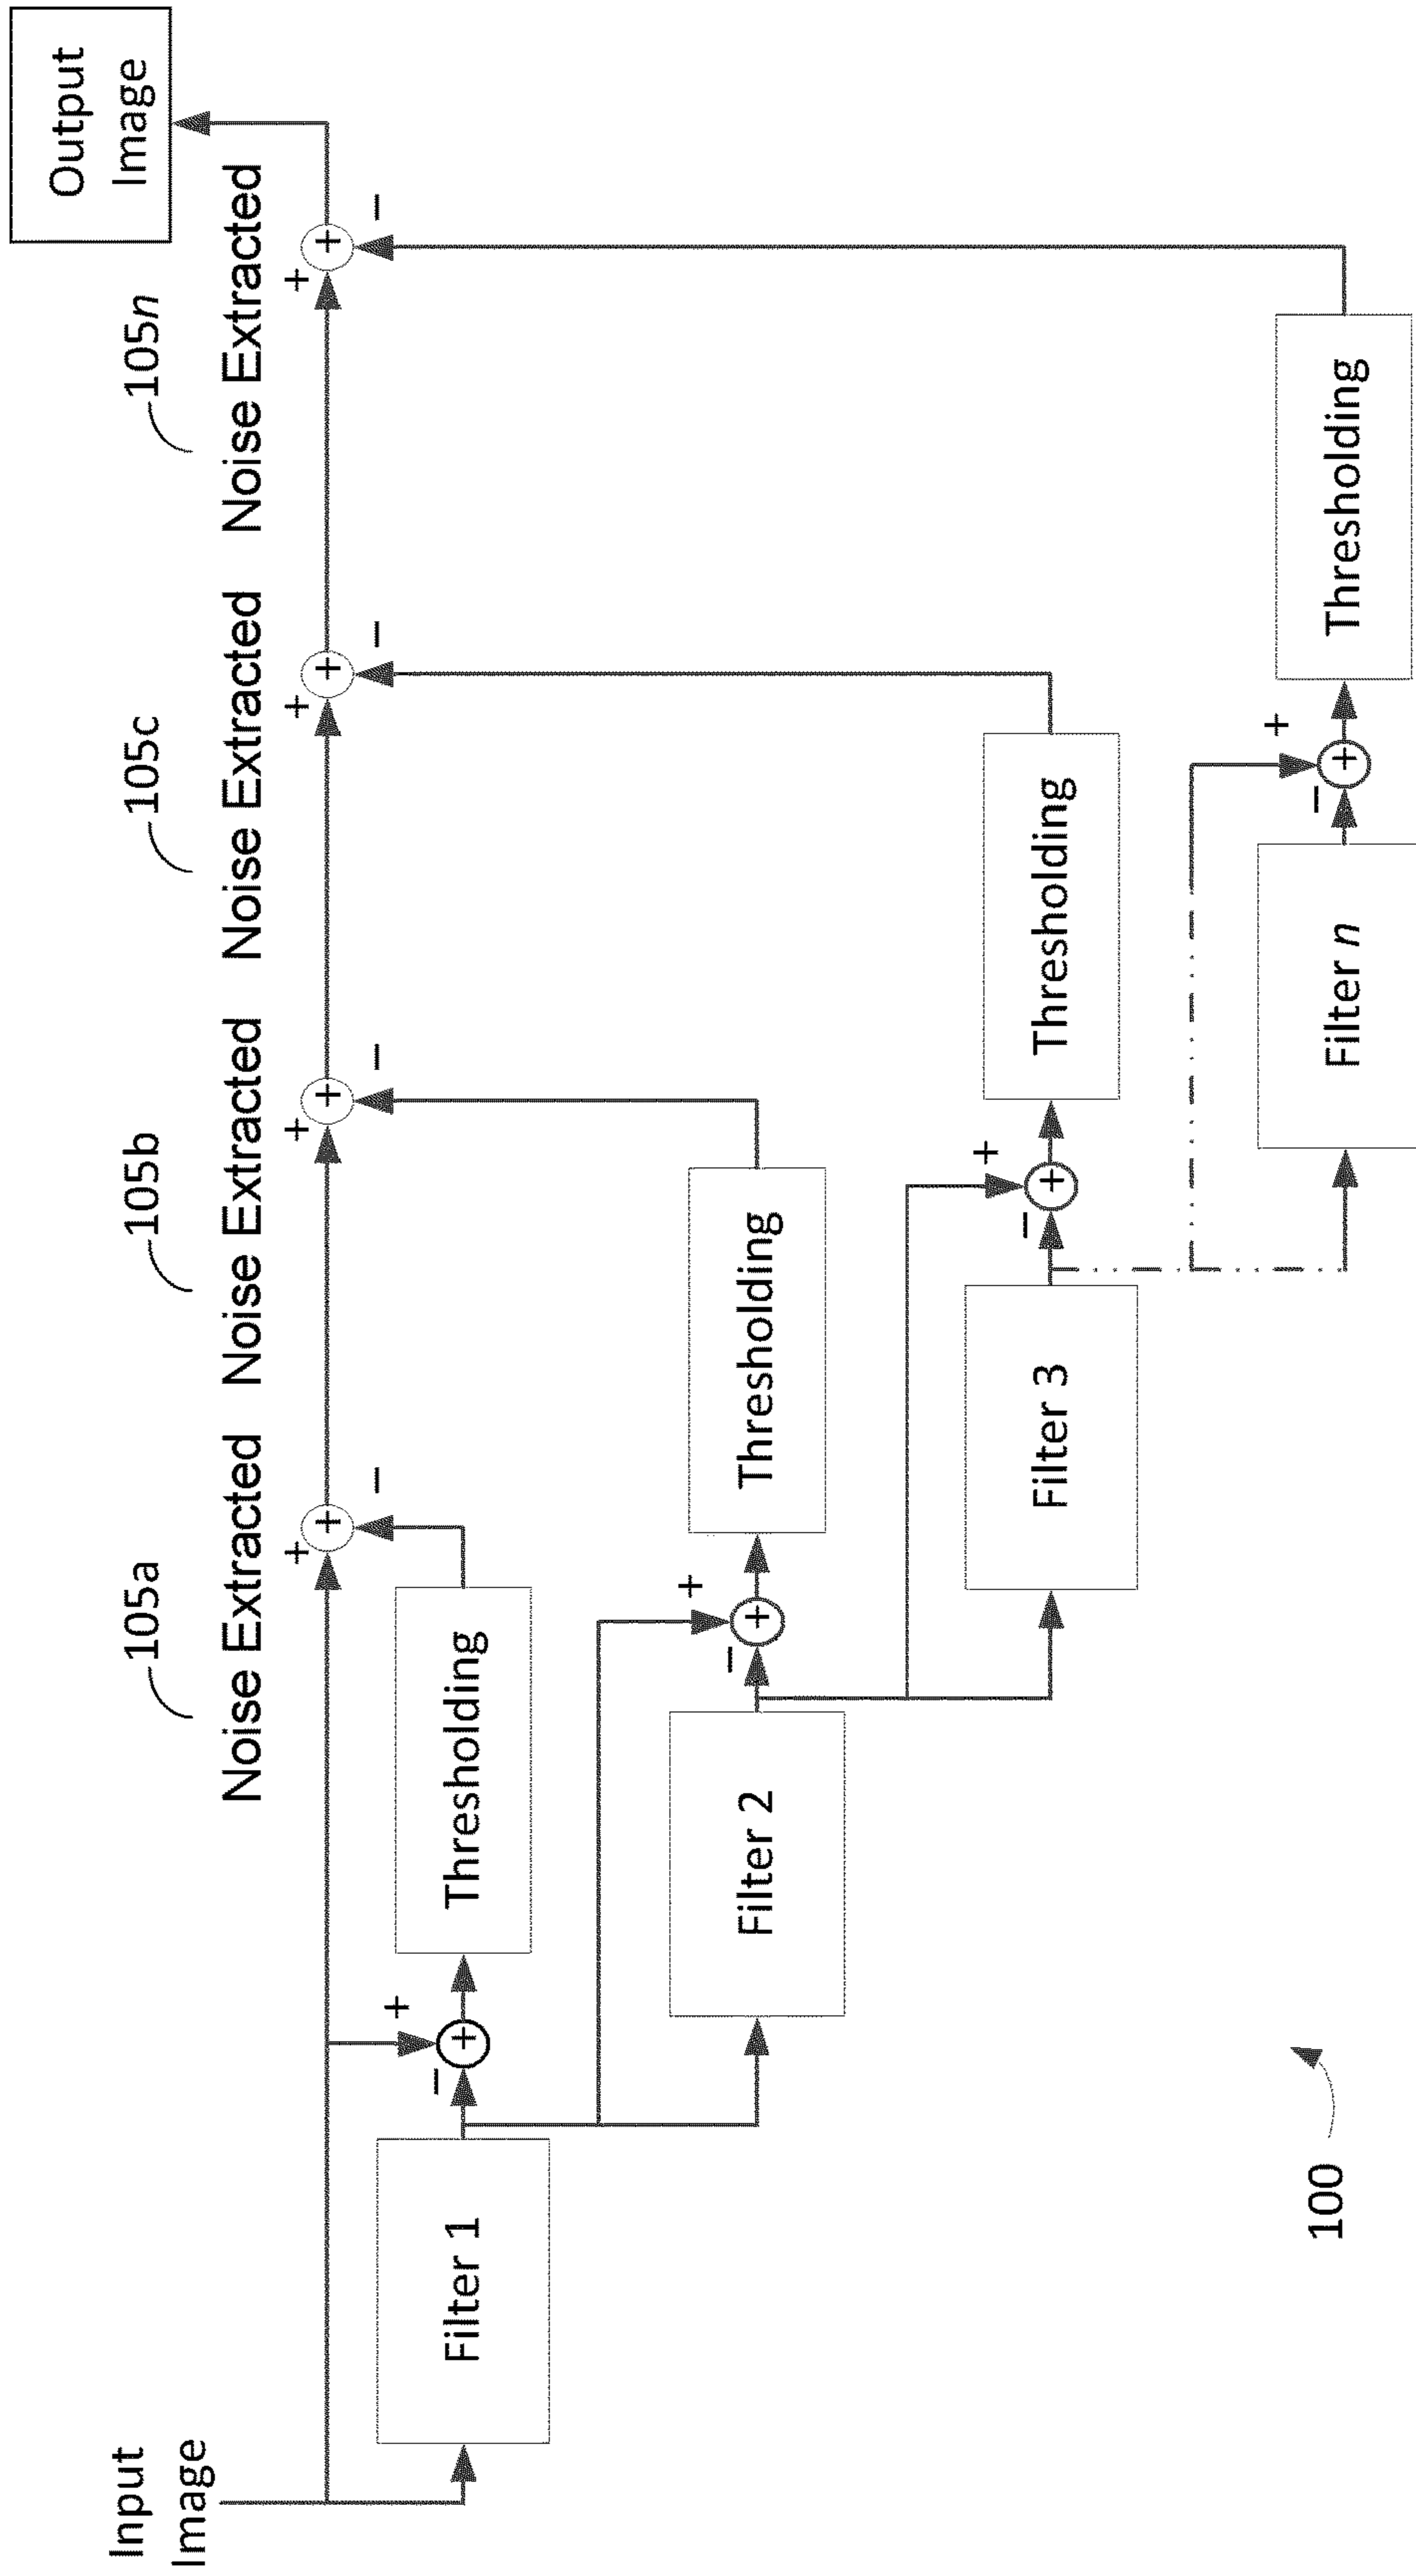 Input
Image
Output
Image
105a
105b
105c
105n
Noise Extracted
Noise Extracted
Noise Extracted
Noise Extracted
+
+
−
+
+
−
+
+
−
+
+
−
Filter 1
−
+
+
Thresholding
Filter 2
−
+
+
Thresholding
Filter 3
−
+
+
Thresholding
Filter n
−
+
+
Thresholding
100